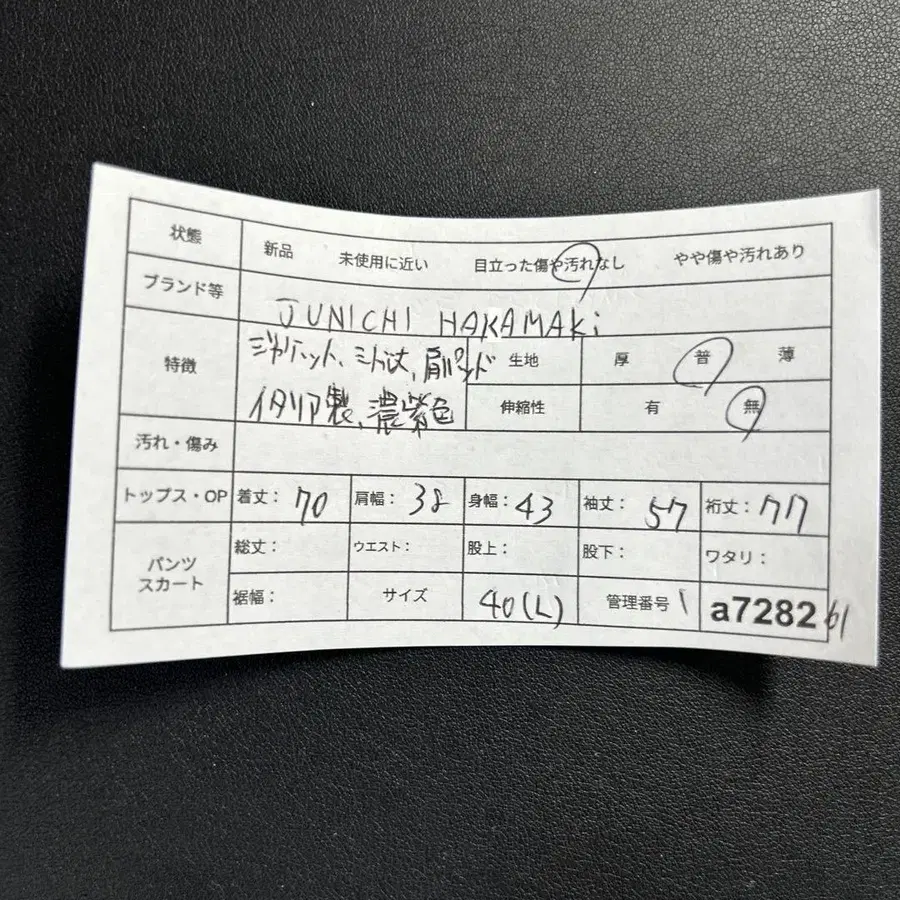 状態 新品 未使用に近い 目立った傷や汚れなし やや傷や汚れあり
ブランド等 JUNICHI HAKAMAKi
特徴 ジャケット、ミドル丈、肩パッド 生地 厚 普 薄
イタリア製、濃紫色 伸縮性 有 無
汚れ・傷み
トップス・OP 着丈: 70 肩幅: 38 身幅: 43 袖丈: 57 裄丈: 77
パンツ スカート 総丈: ウエスト: 股上: 股下: ワタリ:
裾幅: サイズ 40(L) 管理番号 a7282 61